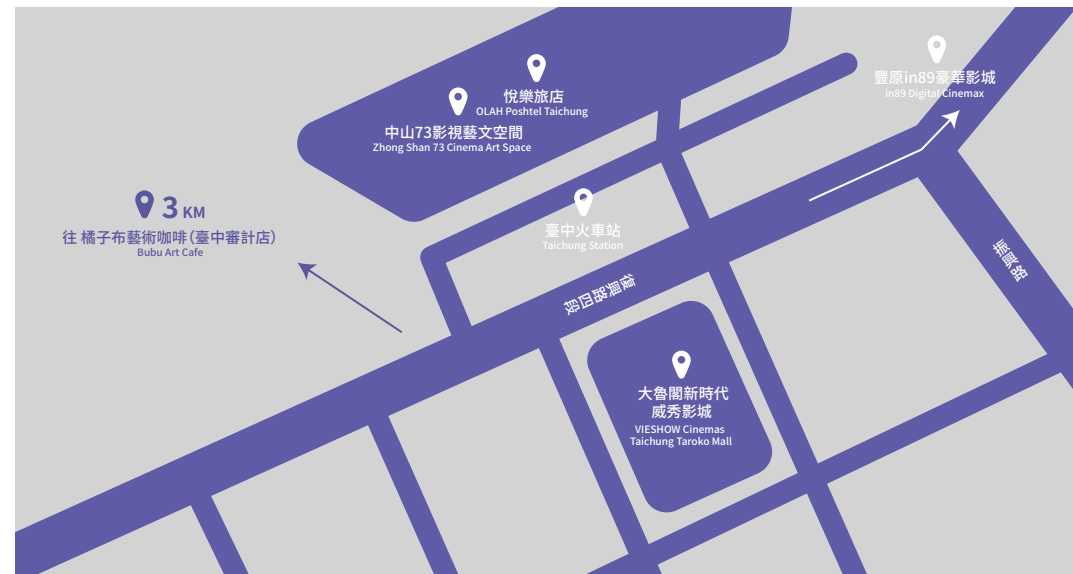 豐原in89豪華影城
in89 Digital Cinemax
悅樂旅店
OLAH Poshtel Taichung
中山73影視藝文空間
Zhong Shan 73 Cinema Art Space
3 KM
往 橘子布藝術咖啡(臺中審計店)
Bubu Art Cafe
臺中火車站
Taichung Station
振興路
復興路四段
大魯閣新時代
威秀影城
VIESHOW Cinemas
Taichung Taroko Mall